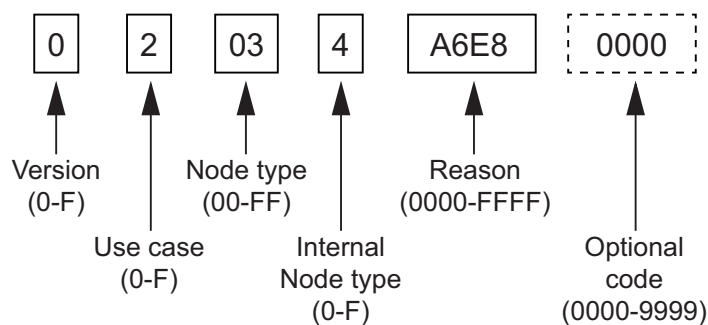 0 2 03 4 A6E8 0000
Version
(0-F)
Node type
(00-FF)
Reason
(0000-FFFF)
Use case
(0-F)
Internal
Node type
(0-F)
Optional
code
(0000-9999)